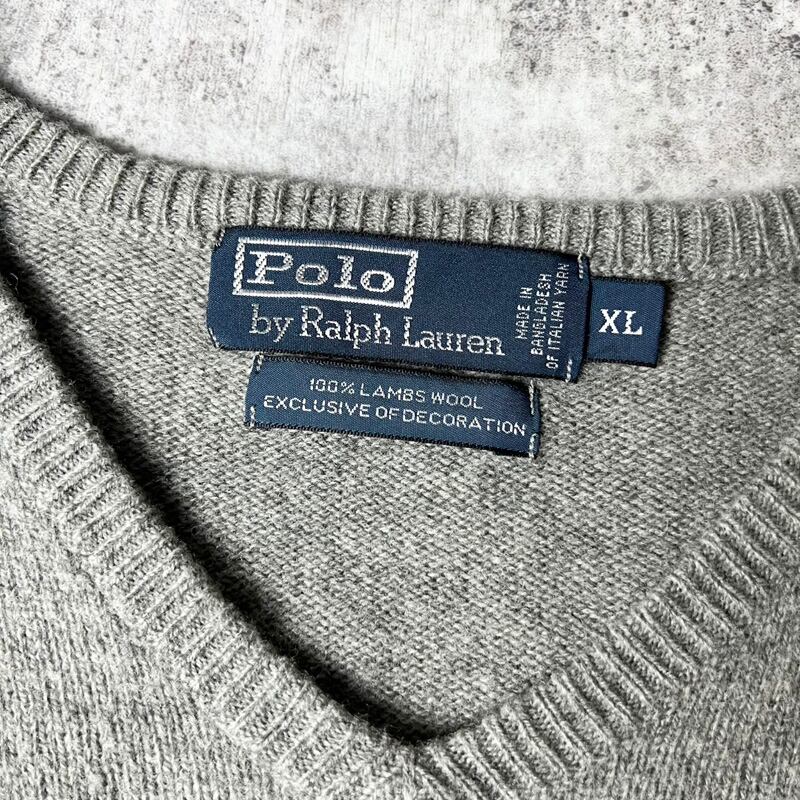 Polo
by Ralph Lauren
MADE IN
BANGLADESH
OF ITALIAN YARN
XL
100% LAMBS WOOL
EXCLUSIVE OF DECORATION